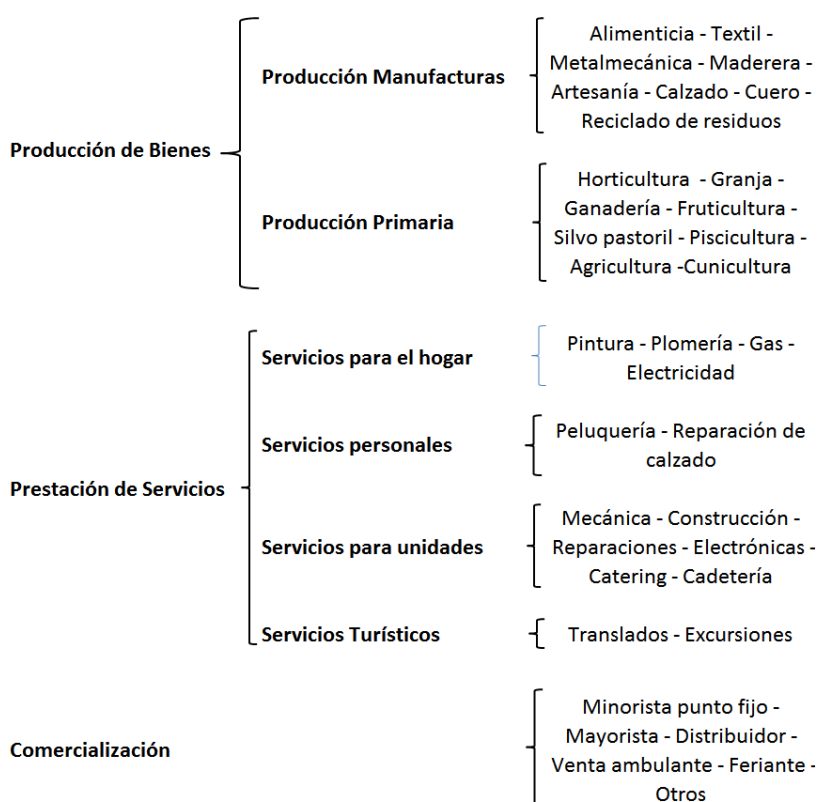 Producción de Bienes
Producción Manufacturas
Alimenticia - Textil -
Metalmecánica - Maderera -
Artesanía - Calzado - Cuero -
Reciclado de residuos
Producción Primaria
Horticultura - Granja -
Ganadería - Fruticultura -
Silvo pastoril - Piscicultura -
Agricultura -Cunicultura
Prestación de Servicios
Servicios para el hogar
Pintura - Plomería - Gas -
Electricidad
Servicios personales
Peluquería - Reparación de
calzado
Servicios para unidades
Mecánica - Construcción -
Reparaciones - Electrónicas -
Catering - Cadetería
Servicios Turísticos
Translados - Excursiones
Comercialización
Minorista punto fijo -
Mayorista - Distribuidor -
Venta ambulante - Feriante -
Otros